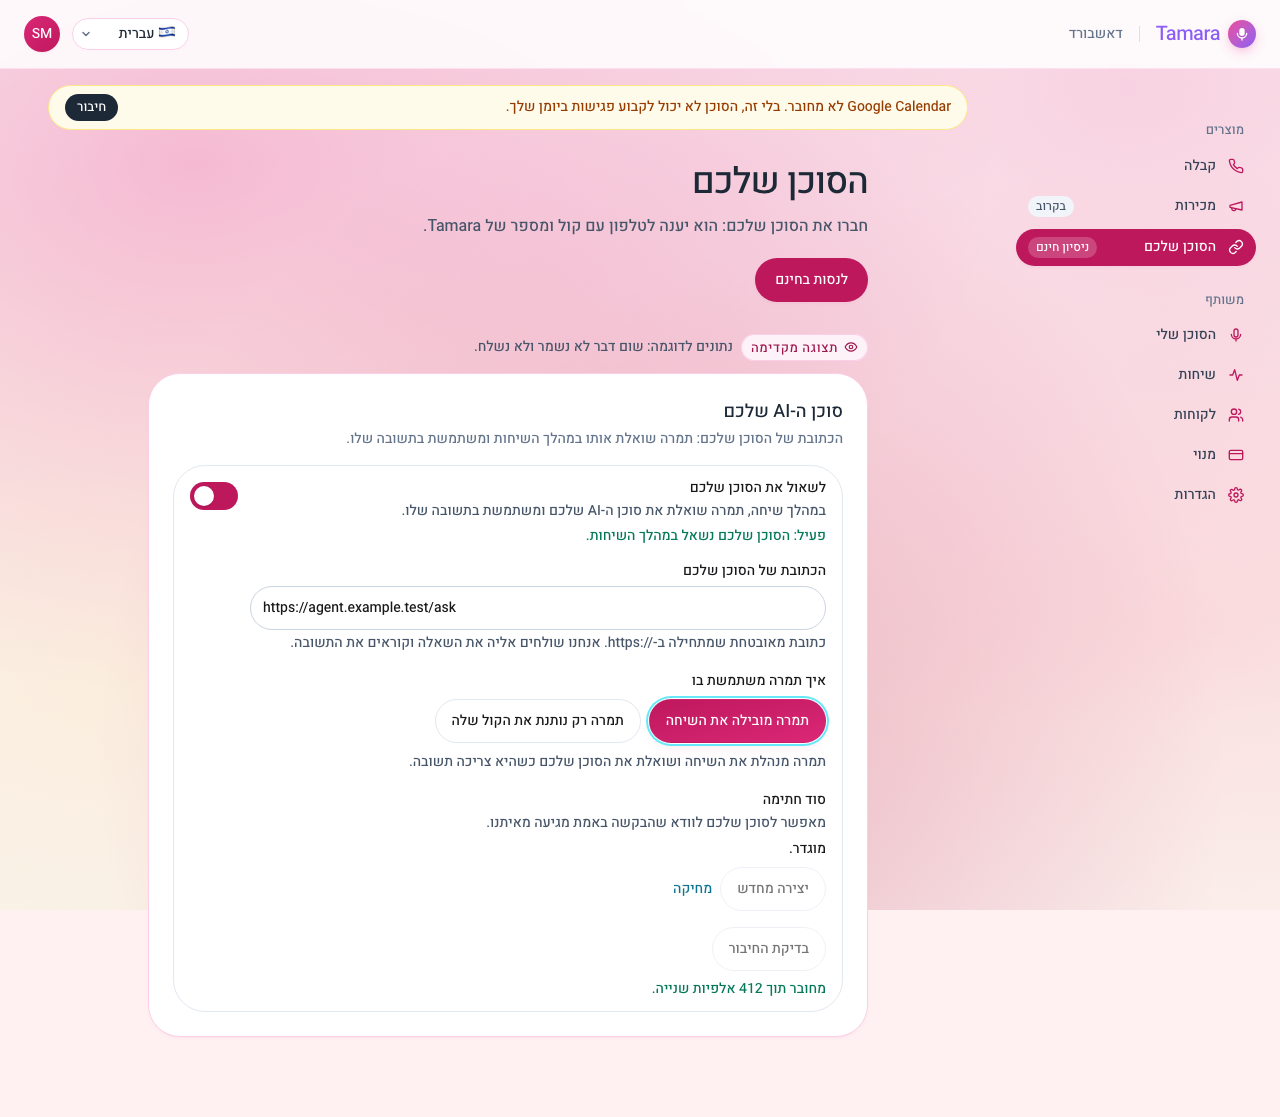 Tamara
דאשבורד
עברית
SM
Google Calendar לא מחובר. בלי זה, הסוכן לא יכול לקבוע פגישות ביומן שלך.
חיבור
מוצרים
קבלה
מכירות
בקרוב
הסוכן שלכם
ניסיון חינם
משותף
הסוכן שלי
שיחות
לקוחות
מנוי
הגדרות
הסוכן שלכם
חברו את הסוכן שלכם: הוא יענה לטלפון עם קול ומספר של Tamara.
לנסות בחינם
תצוגה מקדימה
נתונים לדוגמה: שום דבר לא נשמר ולא נשלח.
סוכן ה-AI שלכם
הכתובת של הסוכן שלכם: תמרה שואלת אותו במהלך השיחות ומשתמשת בתשובה שלו.
לשאול את הסוכן שלכם
במהלך שיחה, תמרה שואלת את סוכן ה-AI שלכם ומשתמשת בתשובה שלו.
פעיל: הסוכן שלכם נשאל במהלך השיחות.
הכתובת של הסוכן שלכם
https://agent.example.test/ask
כתובת מאובטחת שמתחילה ב-https://. אנחנו שולחים אליה את השאלה וקוראים את התשובה.
איך תמרה משתמשת בו
תמרה מובילה את השיחה
תמרה רק נותנת את הקול שלה
תמרה מנהלת את השיחה ושואלת את הסוכן שלכם כשהיא צריכה תשובה.
סוד חתימה
מאפשר לסוכן שלכם לוודא שהבקשה באמת מגיעה מאיתנו.
מוגדר.
יצירה מחדש
מחיקה
בדיקת החיבור
מחובר תוך 412 אלפיות שנייה.